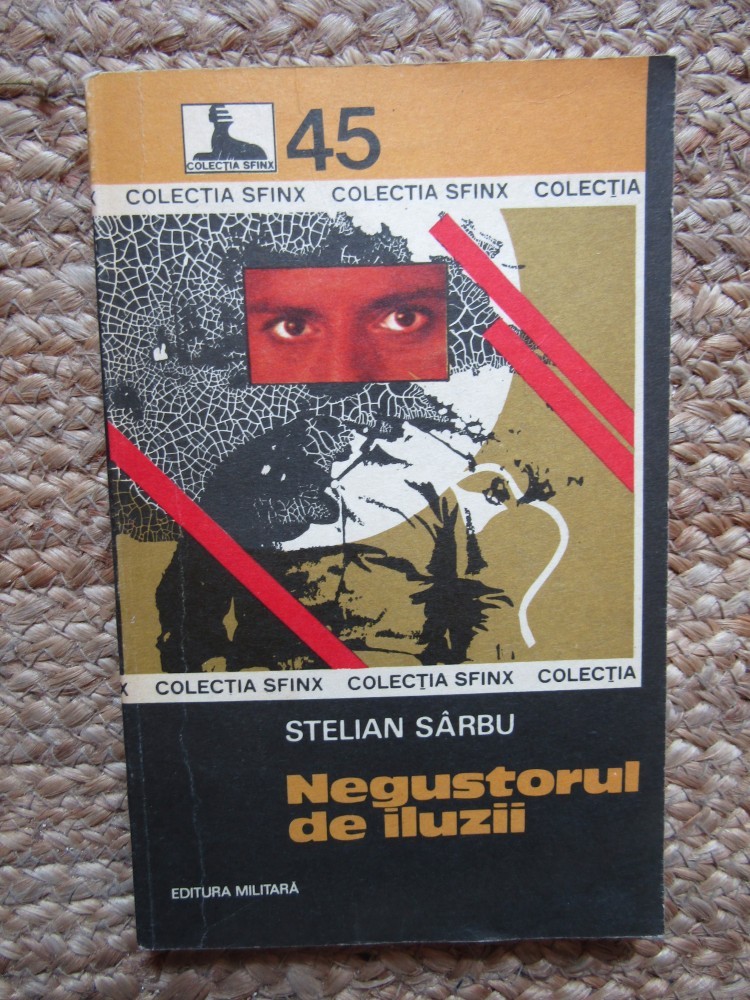 COLECȚIA SFINX
45
X COLECTIA SFINX COLECTIA SFINX COLECȚIA
X COLECTIA SFINX COLECȚIA SFINX COLECȚIA
STELIAN SÂRBU
Negustorul
de iluzii
EDITURA MILITARĂ